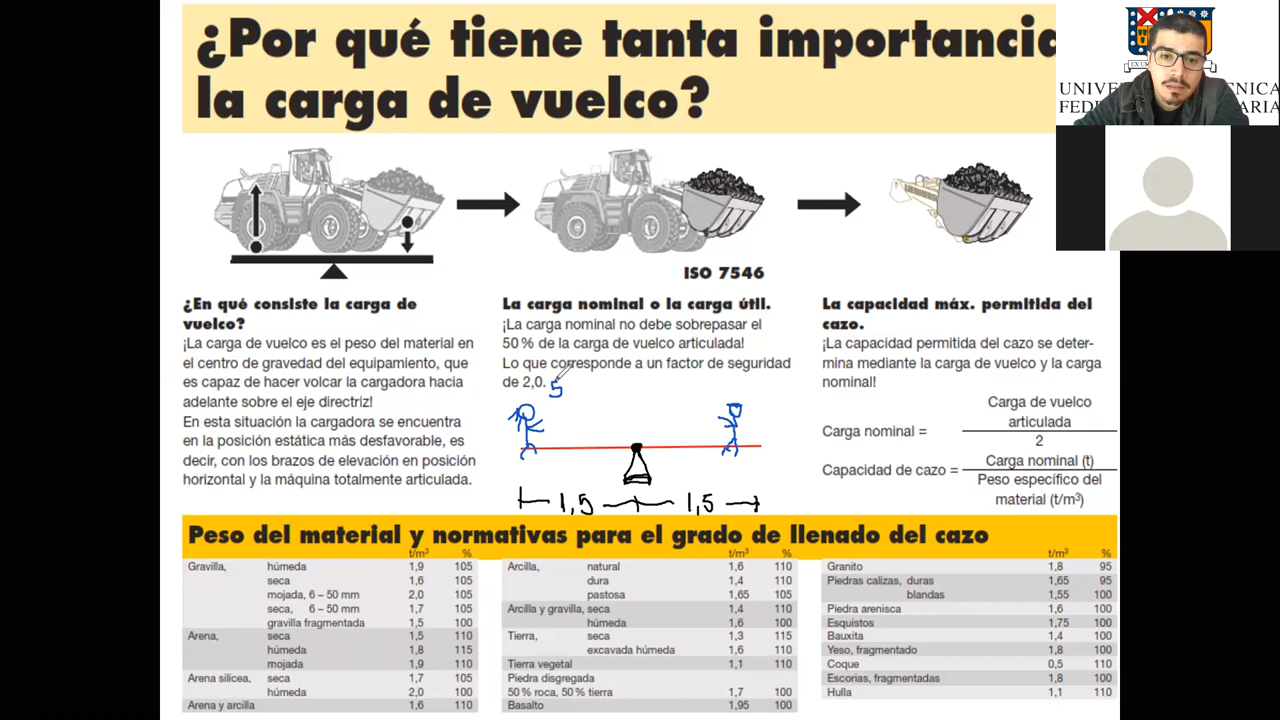 ¿Por qué tiene tanta importancia
la carga de vuelco?
ISO 7546
¿En qué consiste la carga de
vuelco?
¡La carga de vuelco es el peso del material en
el centro de gravedad del equipamiento, que
es capaz de hacer volcar la cargadora hacia
adelante sobre el eje directriz!
En esta situación la cargadora se encuentra
en la posición estática más desfavorable, es
decir, con los brazos de elevación en posición
horizontal y la máquina totalmente articulada.
La carga nominal o la carga útil.
¡La carga nominal no debe sobrepasar el
50 % de la carga de vuelco articulada!
Lo que corresponde a un factor de seguridad
de 2,0.
5
1,5 1,5
La capacidad máx. permitida del
cazo.
¡La capacidad permitida del cazo se deter-
mina mediante la carga de vuelco y la carga
nominal!
Carga nominal = Carga de vuelco
articulada
2
Capacidad de cazo = Carga nominal (t)
Peso específico del
material (t/m³)
Peso del material y normativas para el grado de llenado del cazo
t/m³ %
Gravilla, húmeda 1,9 105
seca 1,6 105
mojada, 6 – 50 mm 2,0 105
seca, 6 – 50 mm 1,7 105
gravilla fragmentada 1,5 100
Arena, seca 1,5 110
húmeda 1,8 115
mojada 1,9 110
Arena silícea, seca 1,7 105
húmeda 2,0 100
Arena y arcilla 1,6 110
t/m³ %
Arcilla, natural 1,6 110
dura 1,4 110
pastosa 1,65 105
Arcilla y gravilla, seca 1,4 110
húmeda 1,6 100
Tierra, seca 1,3 115
excavada húmeda 1,6 110
Tierra vegetal 1,1 110
Piedra disgregada
50 % roca, 50 % tierra 1,7 100
Basalto 1,95 100
t/m³ %
Granito 1,8 95
Piedras calizas, duras 1,65 95
blandas 1,55 100
Piedra arenisca 1,6 100
Esquistos 1,75 100
Bauxita 1,4 100
Yeso, fragmentado 1,8 100
Coque 0,5 110
Escorias, fragmentadas 1,8 100
Hulla 1,1 110